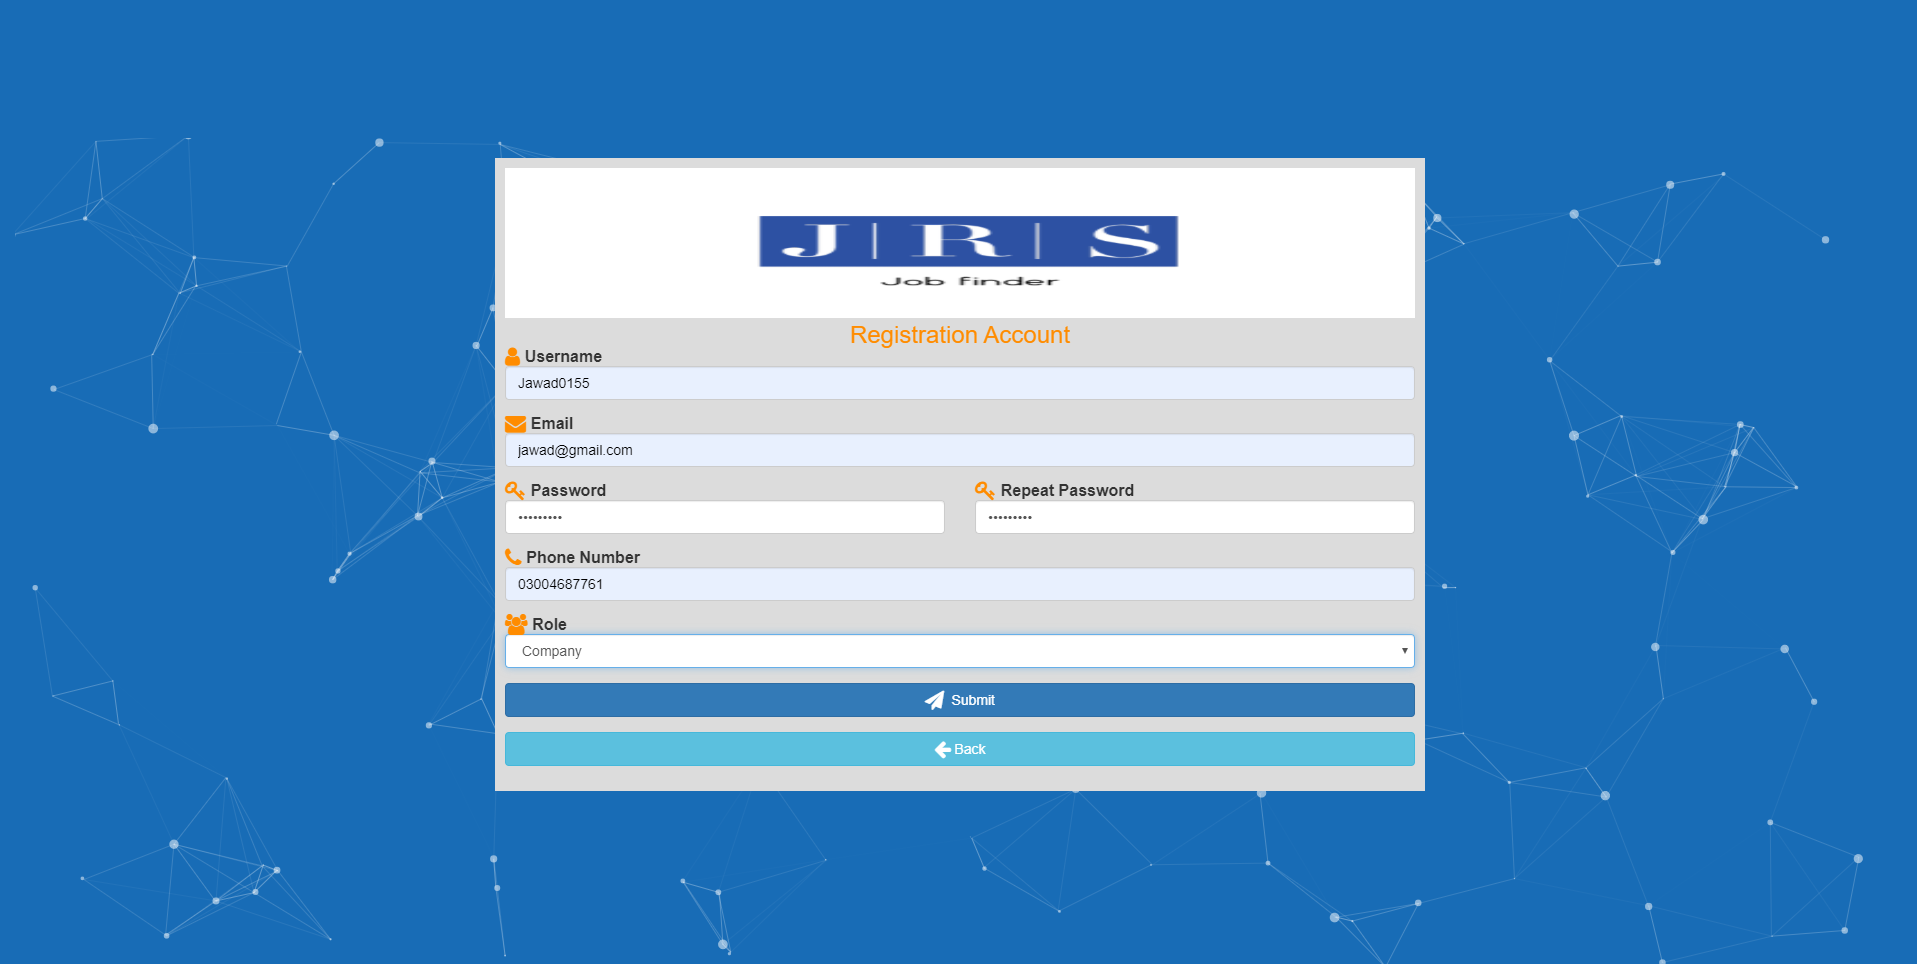 J | R | S
Job finder
Registration Account
Username
Jawad0155
Email
jawad@gmail.com
Password
Repeat Password
•••••••••
•••••••••
Phone Number
03004687761
Role
Company
Submit
Back